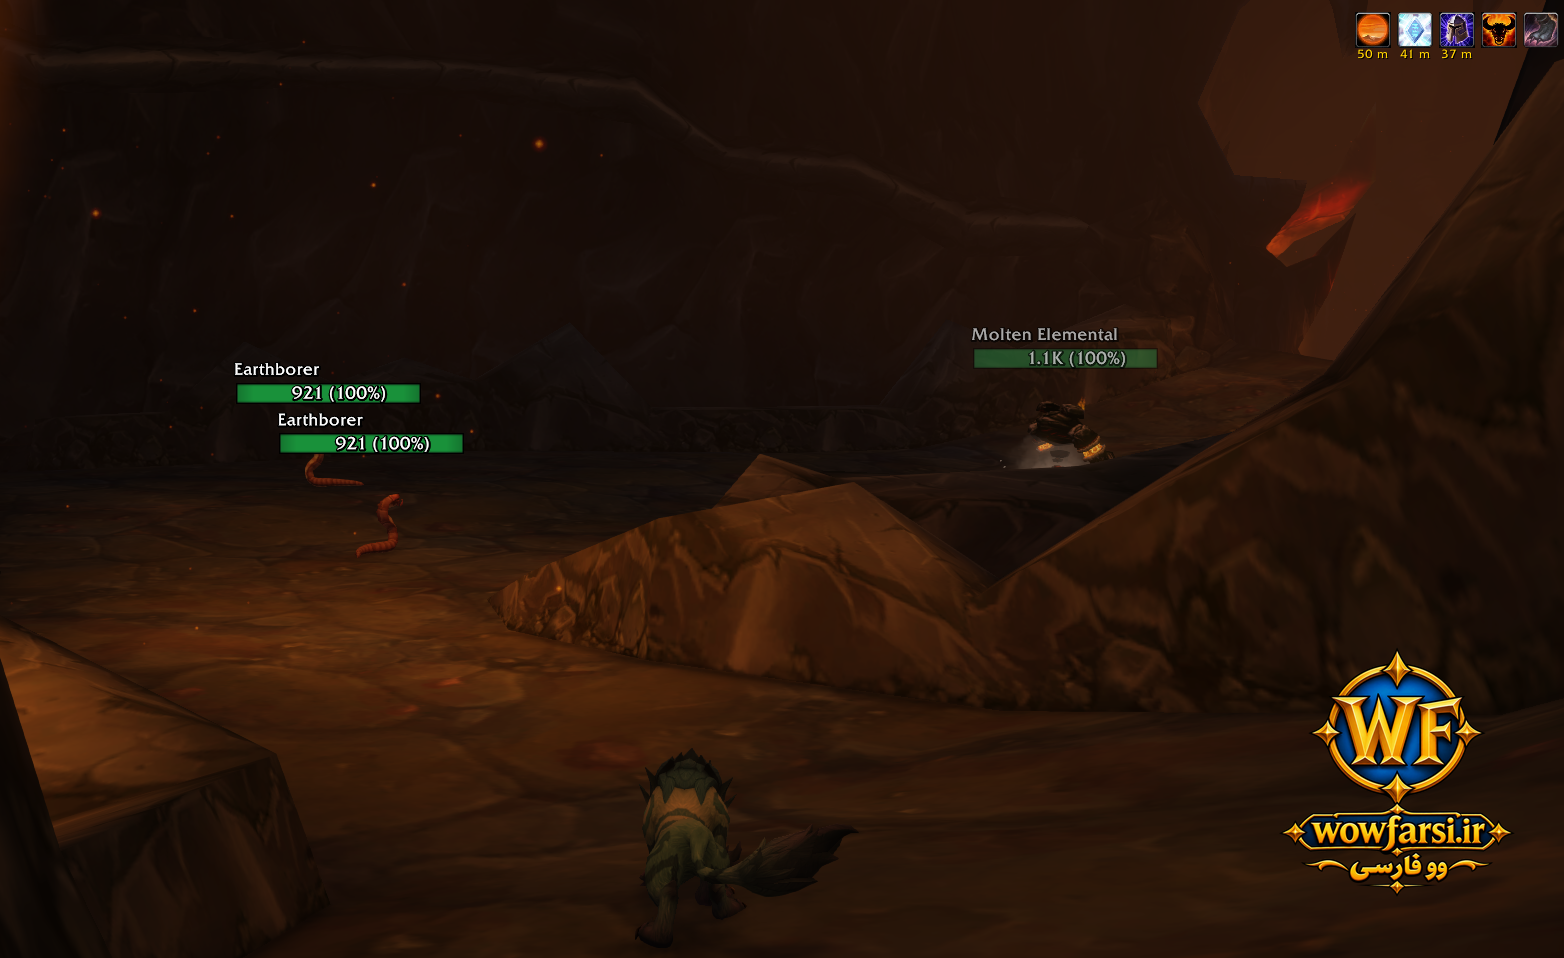 50 m 41 m 37 m
Molten Elemental
1.1K (100%)
Earthborer
921 (100%)
Earthborer
921 (100%)
WF
wowfarsi.ir
وو فارسی